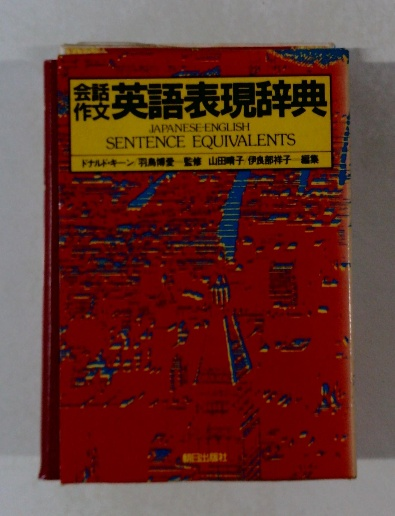 会話作文 英語表現辞典
JAPANESE-ENGLISH
SENTENCE EQUIVALENTS
ドナルド・キーン/羽鳥博愛—監修 山田晴子/伊良部祥子—編集
朝日出版社